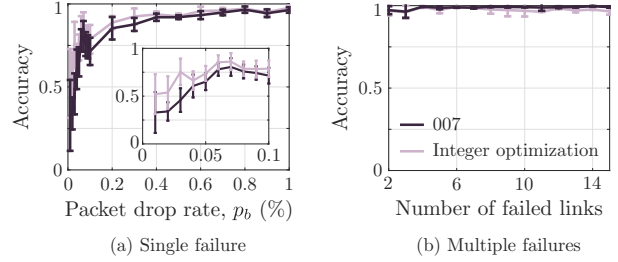 1
0.5
0
Accuracy
0 0.2 0.4 0.6 0.8 1
Packet drop rate, p_b (%)
1
0.5
0
0 0.05 0.1
(a) Single failure
1
0.5
0
Accuracy
007
Integer optimization
2 6 10 14
Number of failed links
(b) Multiple failures